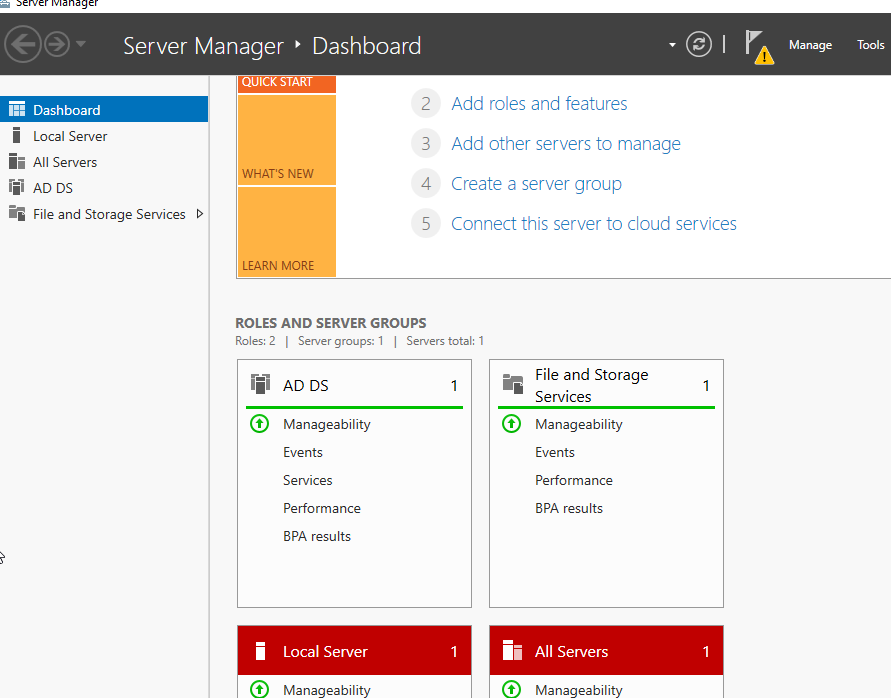 Server Manager
Server Manager ‣ Dashboard
Manage
Tools
Dashboard
Local Server
All Servers
AD DS
File and Storage Services
QUICK START
WHAT'S NEW
LEARN MORE
2 Add roles and features
3 Add other servers to manage
4 Create a server group
5 Connect this server to cloud services
ROLES AND SERVER GROUPS
Roles: 2 | Server groups: 1 | Servers total: 1
AD DS 1
Manageability
Events
Services
Performance
BPA results
File and Storage
Services 1
Manageability
Events
Performance
BPA results
Local Server 1
Manageability
All Servers 1
Manageability